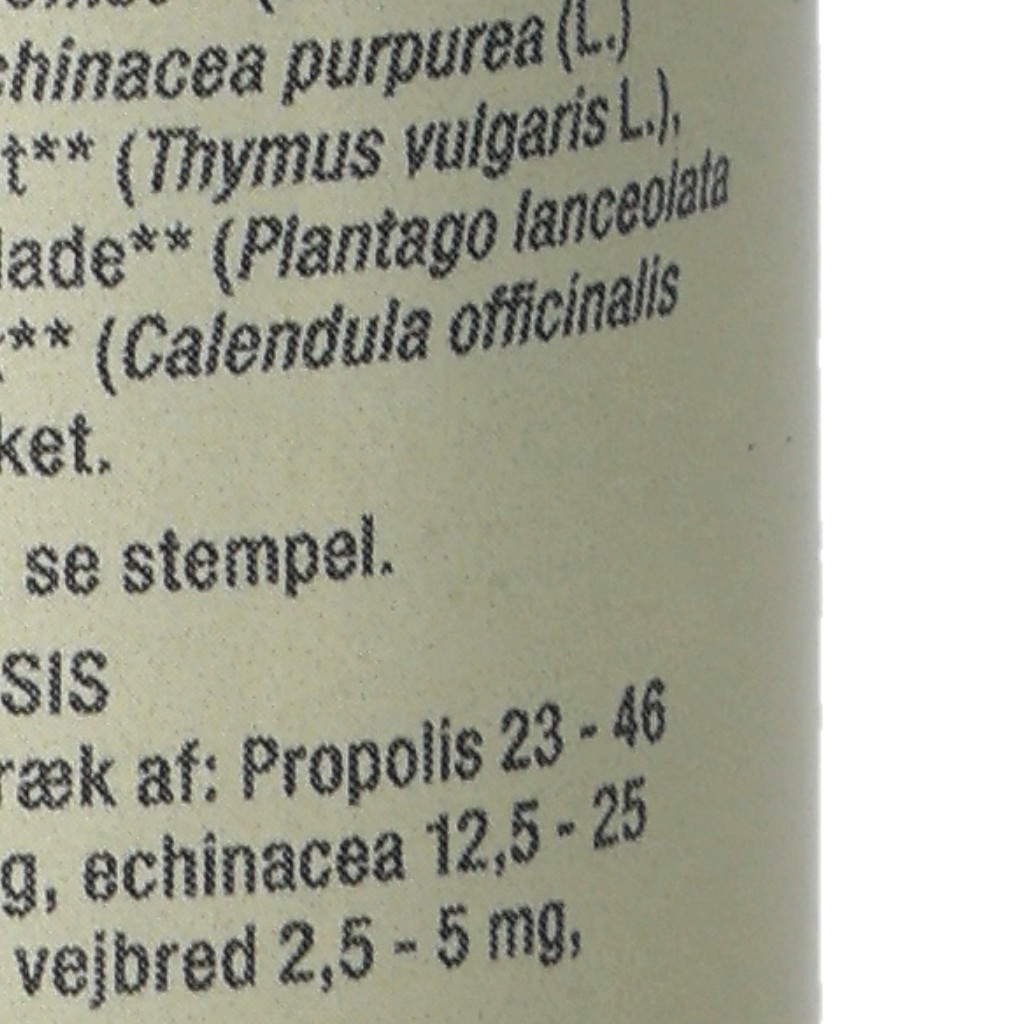 chinacea purpurea (L.)
t** (Thymus vulgaris L.),
lade** (Plantago lanceolata
** (Calendula officinalis
ket.
se stempel.
SIS
ræk af: Propolis 23 - 46
g, echinacea 12,5 - 25
vejbred 2,5 - 5 mg,